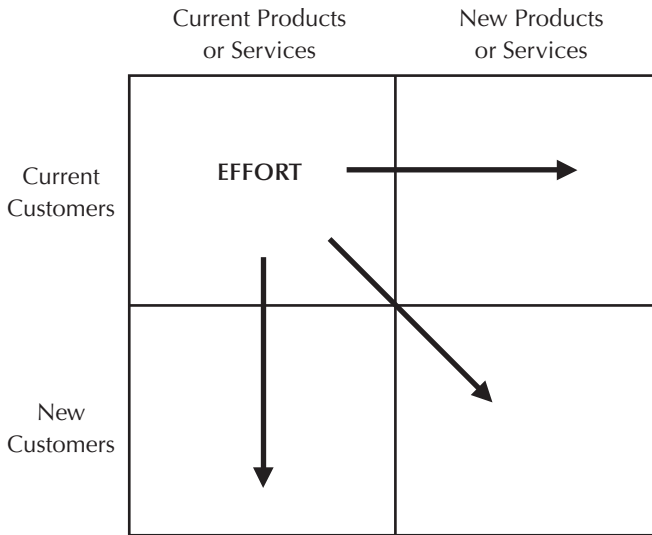 Current Products
or Services
New Products
or Services
Current
Customers
EFFORT
New
Customers